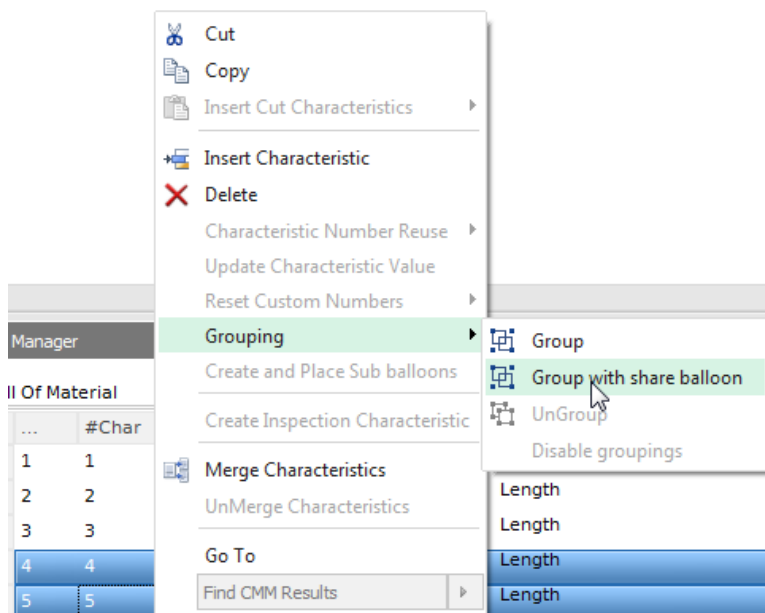 Cut
Copy
Insert Cut Characteristics
Insert Characteristic
Delete
Characteristic Number Reuse
Update Characteristic Value
Reset Custom Numbers
Grouping
Create and Place Sub balloons
Create Inspection Characteristic
Merge Characteristics
UnMerge Characteristics
Go To
Find CMM Results
Group
Group with share balloon
UnGroup
Disable groupings
Manager
ll Of Material
... #Char
1 1
2 2 Length
3 3 Length
4 4 Length
5 5 Length